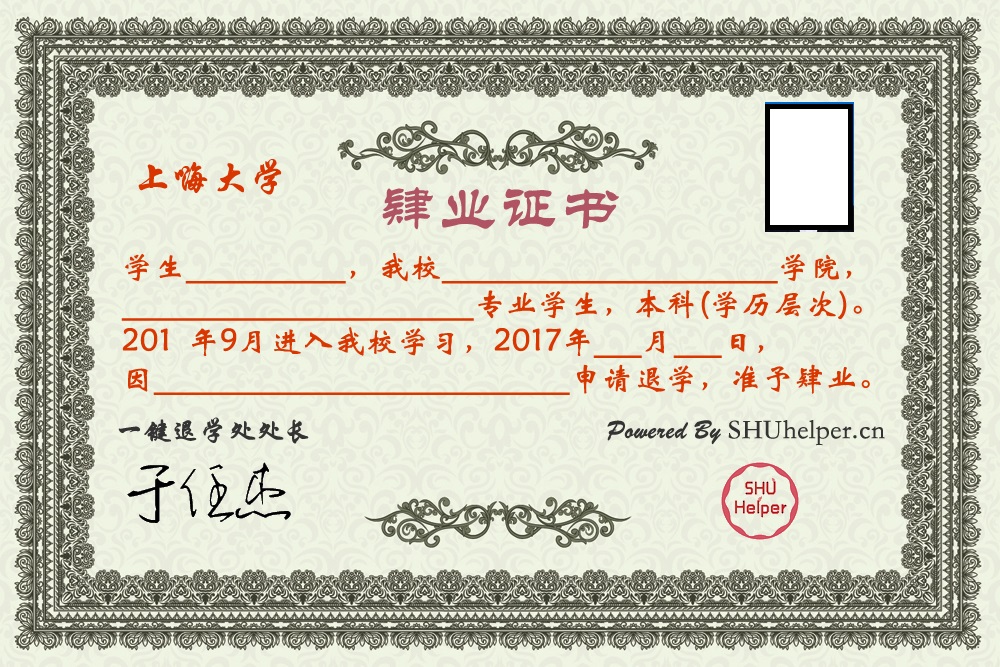 上嗨大学
肄业证书
学生__________，我校_____________________学院，
______________________专业学生，本科(学历层次)。
201 年9月进入我校学习，2017年___月___日，
因__________________________申请退学，准予肄业。
一键退学处处长
Powered By SHUhelper.cn
于任杰
SHU
Helper